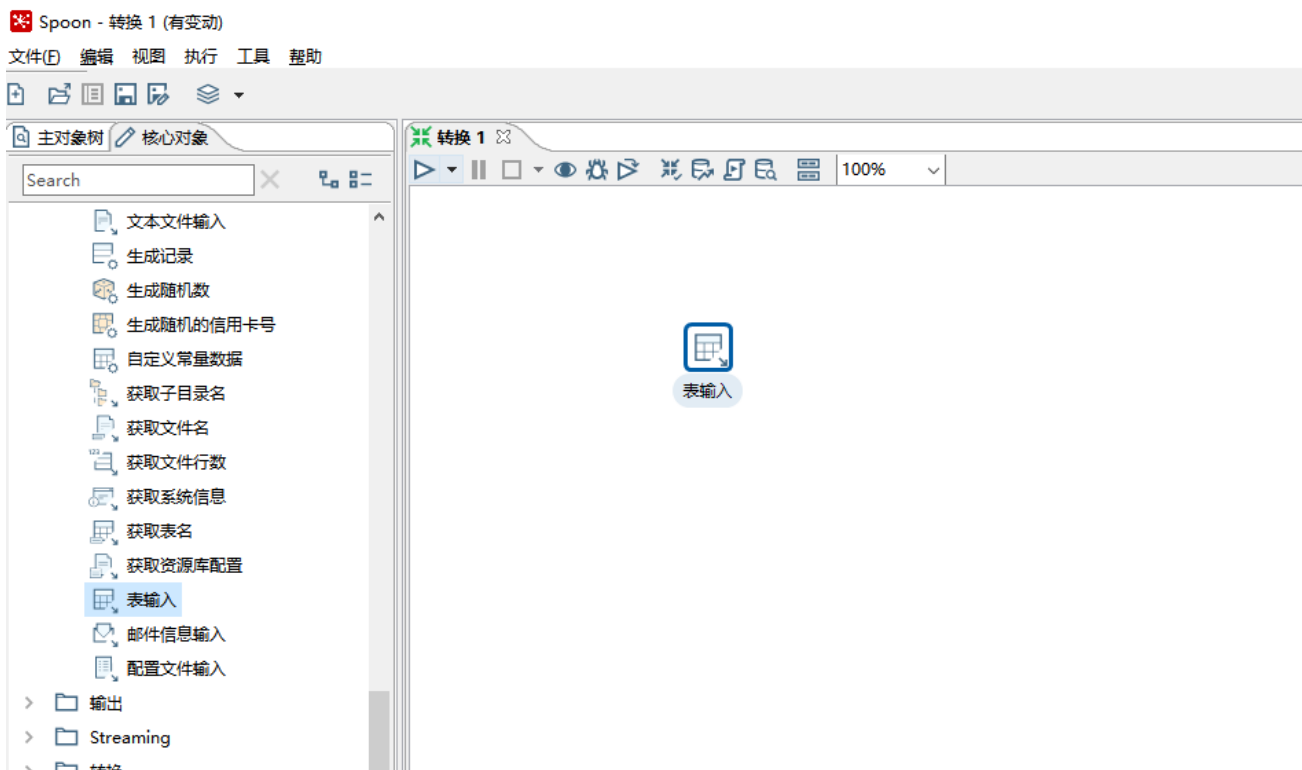 Spoon - 转换 1 (有变动)
文件(F) 编辑 视图 执行 工具 帮助
主对象树 核心对象
转换 1
Search
100%
文本文件输入
生成记录
生成随机数
生成随机的信用卡号
自定义常量数据
获取子目录名
获取文件名
123
获取文件行数
获取系统信息
获取表名
获取资源库配置
表输入
邮件信息输入
配置文件输入
输出
Streaming
转换
表输入